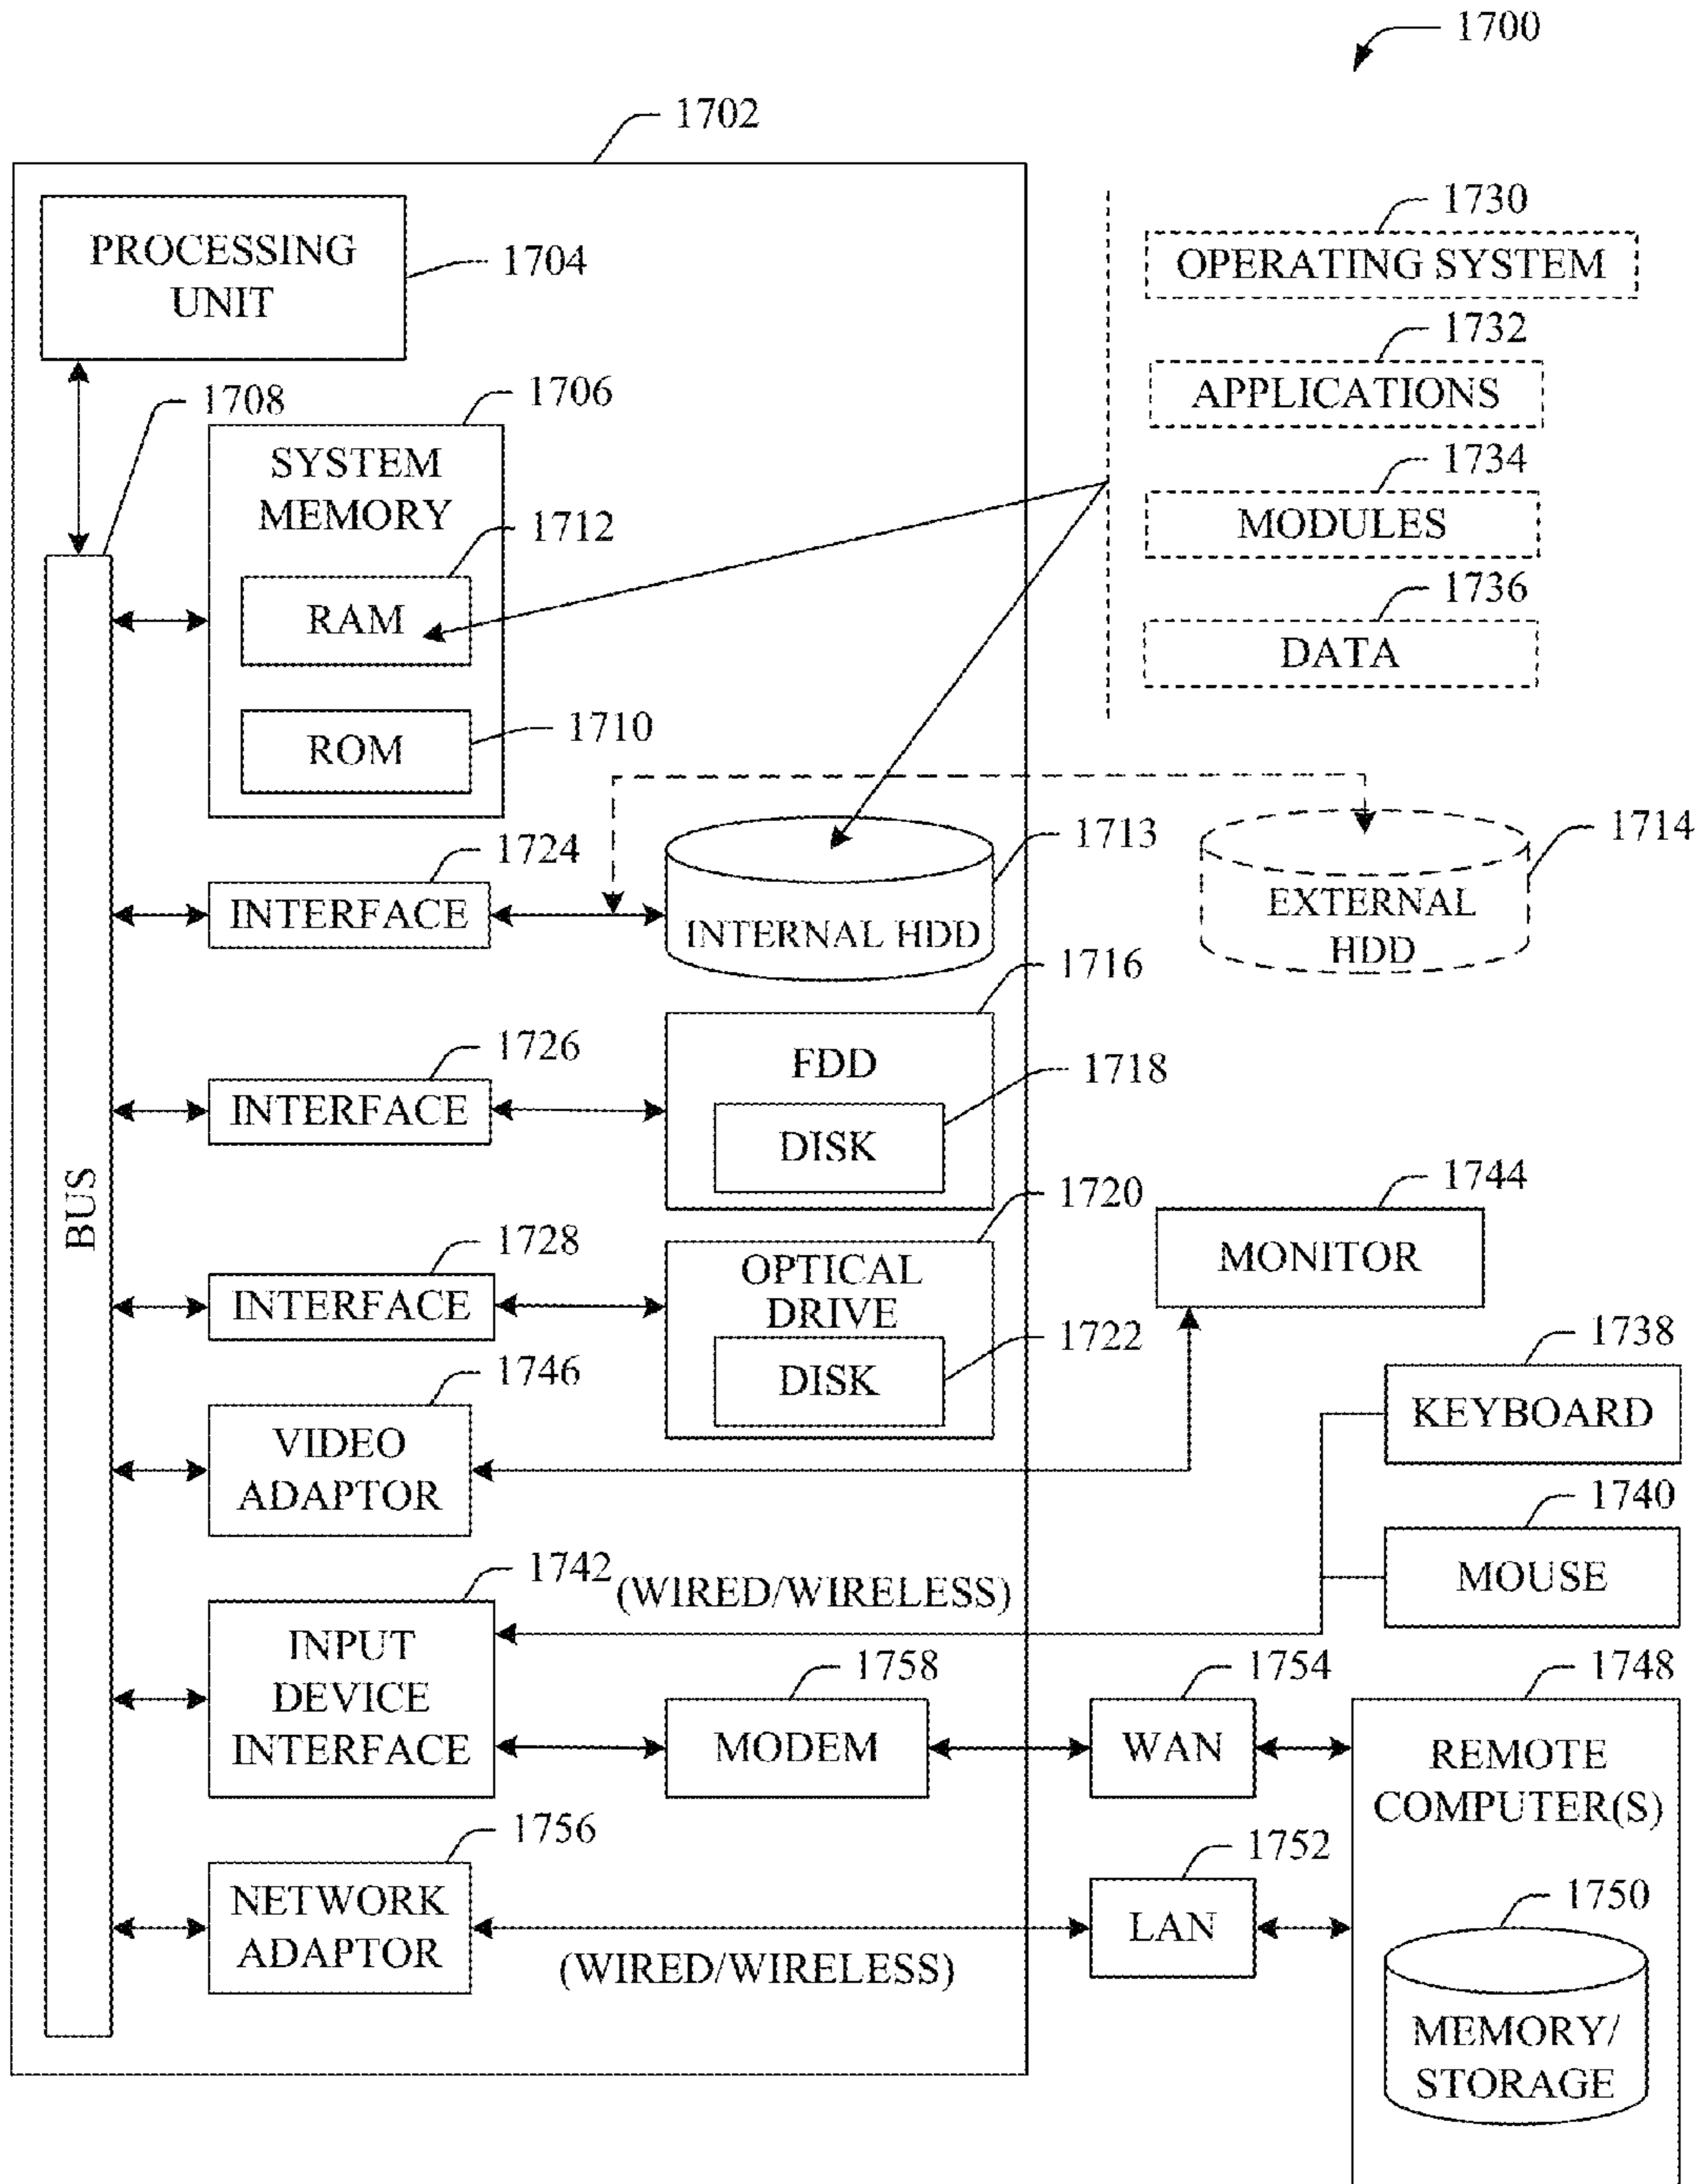 1700
1702
PROCESSING
UNIT
1704
1730
OPERATING SYSTEM
1732
APPLICATIONS
1734
MODULES
1736
DATA
1708
1706
SYSTEM
MEMORY
1712
RAM
1710
ROM
1724
INTERFACE
1713
INTERNAL HDD
1714
EXTERNAL
HDD
1716
FDD
1726
INTERFACE
1718
DISK
BUS
1720
OPTICAL
DRIVE
1728
INTERFACE
1722
DISK
1744
MONITOR
1746
VIDEO
ADAPTOR
1738
KEYBOARD
1740
MOUSE
1742
(WIRED/WIRELESS)
INPUT
DEVICE
INTERFACE
1758
MODEM
1754
WAN
1748
REMOTE
COMPUTER(S)
1756
NETWORK
ADAPTOR
(WIRED/WIRELESS)
1752
LAN
1750
MEMORY/
STORAGE